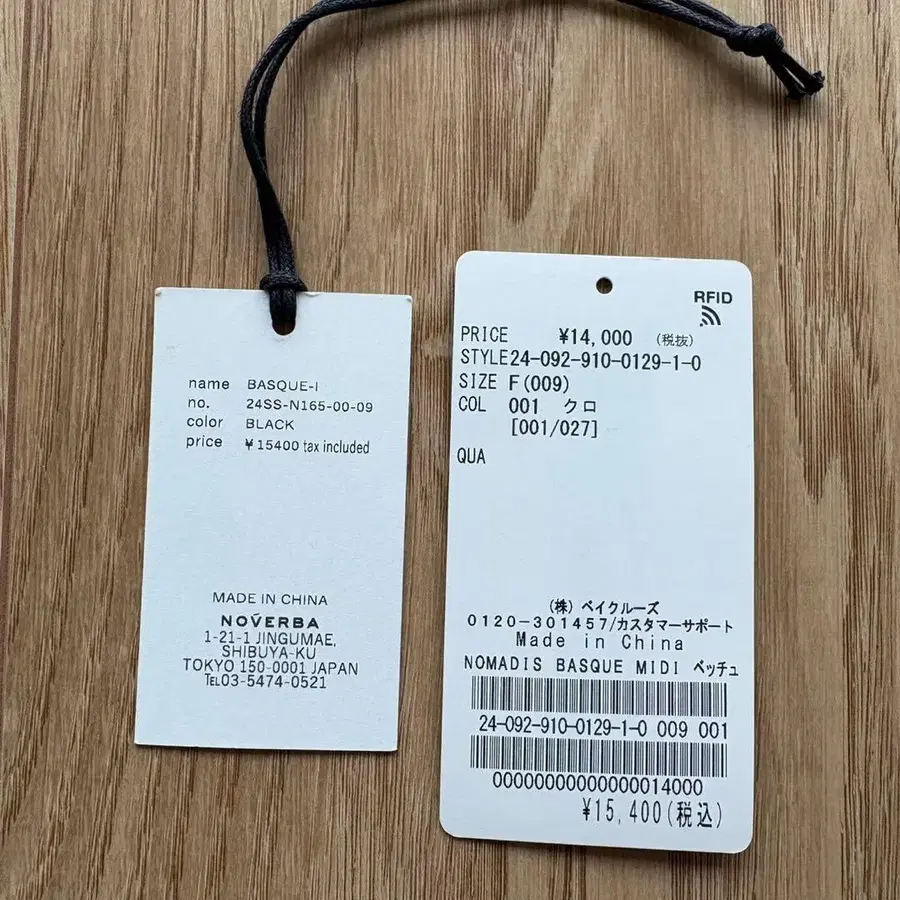 name BASQUE-I
no. 24SS-N165-00-09
color BLACK
price ¥15400 tax included
MADE IN CHINA
NOVERBA
1-21-1 JINGUMAE,
SHIBUYA-KU
TOKYO 150-0001 JAPAN
TEL03-5474-0521
RFID
PRICE ¥14,000 (税抜)
STYLE24-092-910-0129-1-0
SIZE F(009)
COL 001 クロ
[001/027]
QUA
(株)ベイクルーズ
0120-301457/カスタマーサポート
Made in China
NOMADIS BASQUE MIDI ベッチュ
24-092-910-0129-1-0 009 001
00000000000000014000
¥15,400(税込)